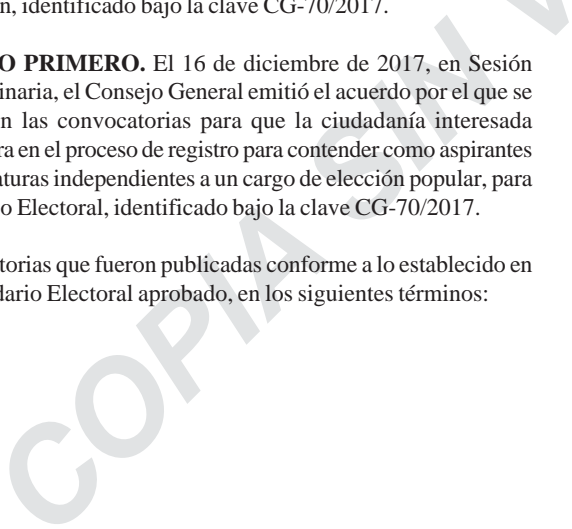 n, identificado bajo la clave CG-70/2017.
O PRIMERO. El 16 de diciembre de 2017, en Sesión
inaria, el Consejo General emitió el acuerdo por el que se
n las convocatorias para que la ciudadanía interesada
ra en el proceso de registro para contender como aspirantes
aturas independientes a un cargo de elección popular, para
o Electoral, identificado bajo la clave CG-70/2017.
torias que fueron publicadas conforme a lo establecido en
dario Electoral aprobado, en los siguientes términos:
COPIA SIN V